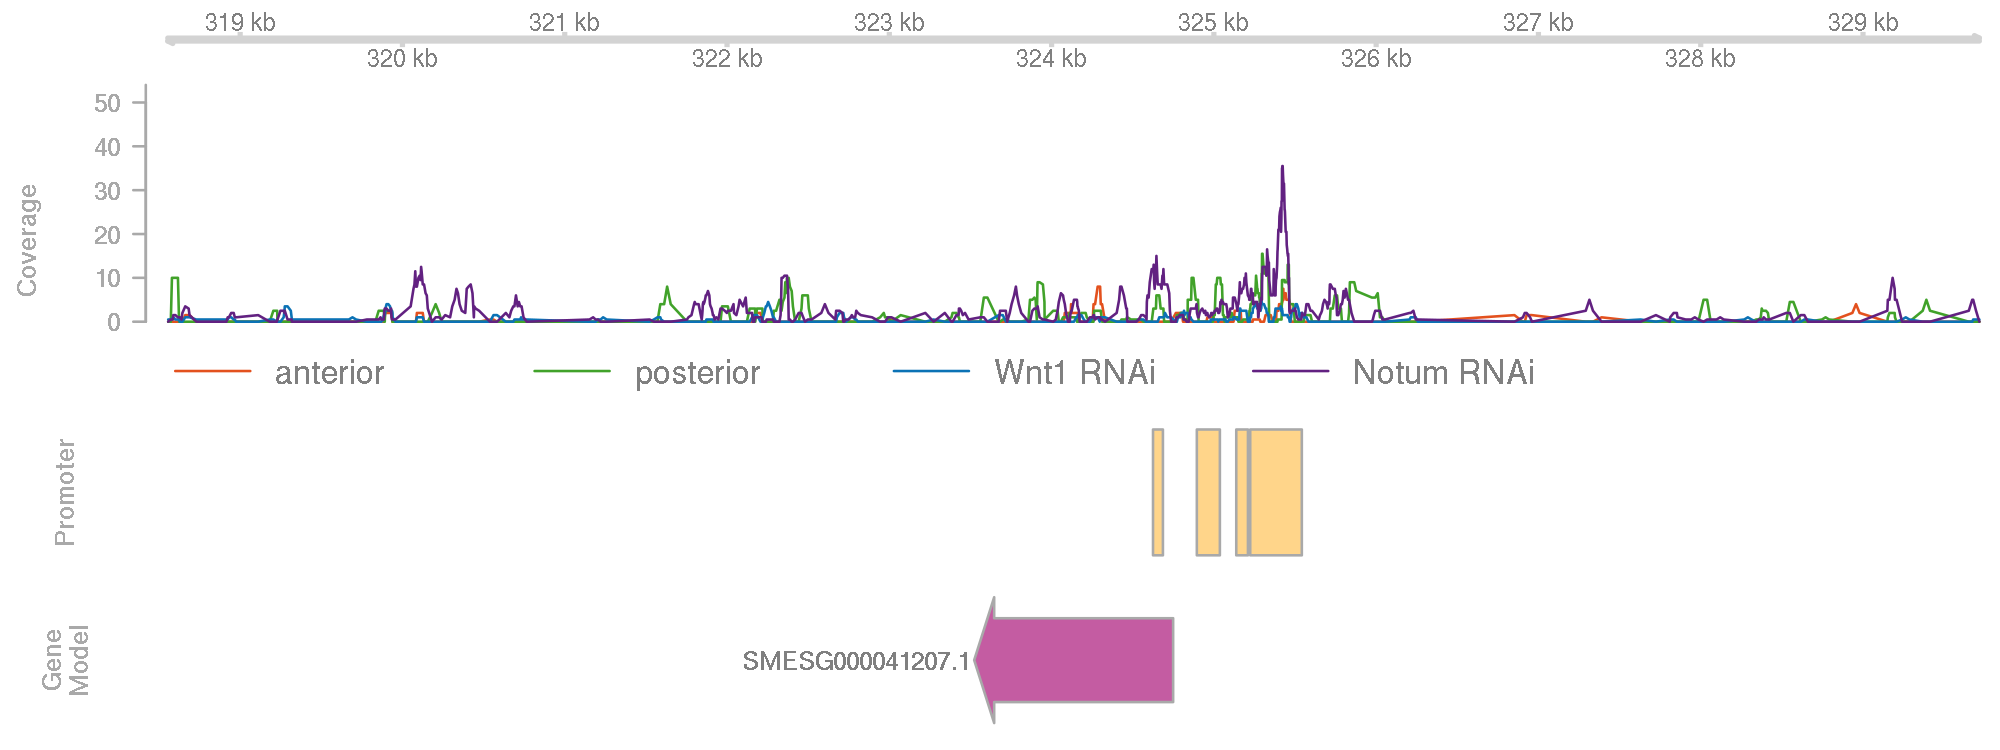 319 kb 321 kb 323 kb 325 kb 327 kb 329 kb
320 kb 322 kb 324 kb 326 kb 328 kb
Coverage
50
40
30
20
10
0
anterior posterior Wnt1 RNAi Notum RNAi
Promoter
Gene
Model
SMESG000041207.1